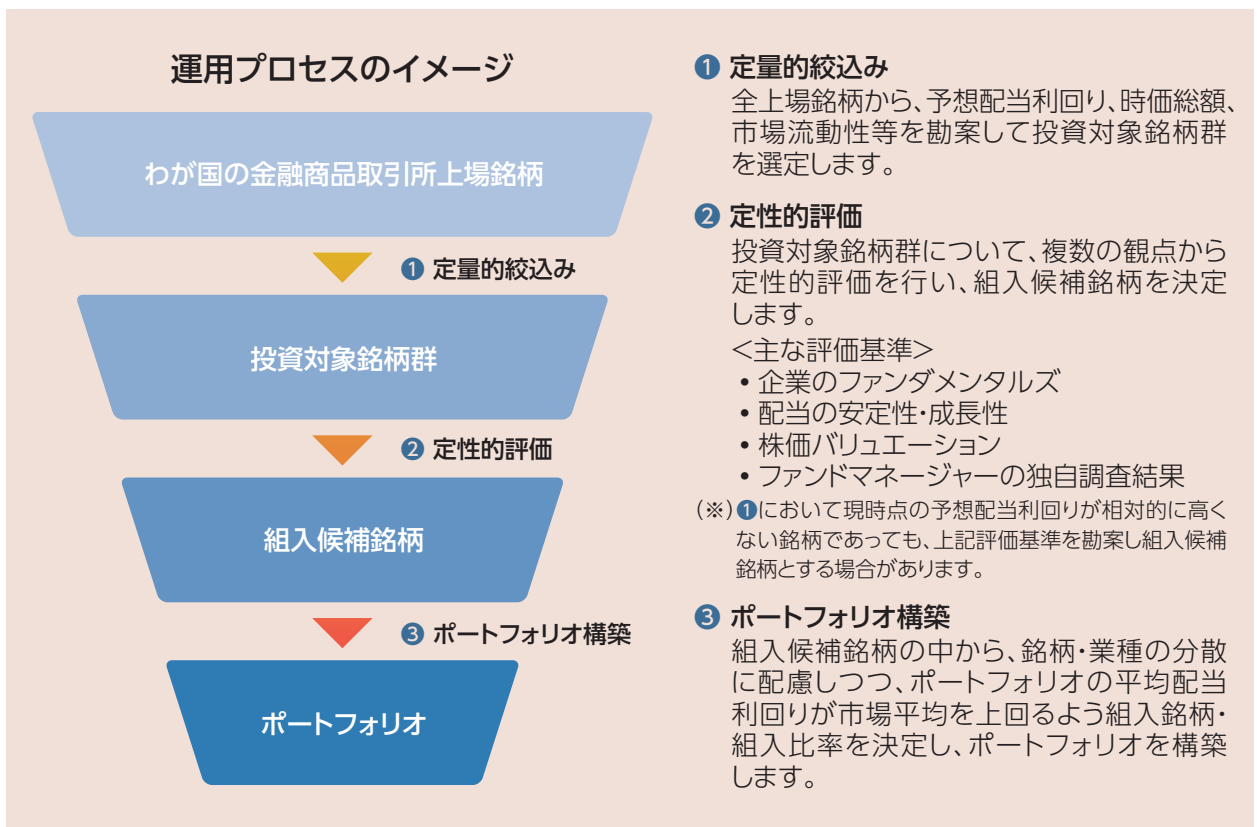 運用プロセスのイメージ
わが国の金融商品取引所上場銘柄
❶ 定量的絞込み
投資対象銘柄群
❷ 定性的評価
組入候補銘柄
❸ ポートフォリオ構築
ポートフォリオ
❶ 定量的絞込み
全上場銘柄から、予想配当利回り、時価総額、
市場流動性等を勘案して投資対象銘柄群
を選定します。
❷ 定性的評価
投資対象銘柄群について、複数の観点から
定性的評価を行い、組入候補銘柄を決定
します。
＜主な評価基準＞
• 企業のファンダメンタルズ
• 配当の安定性・成長性
• 株価バリュエーション
• ファンドマネージャーの独自調査結果
（※）❶において現時点の予想配当利回りが相対的に高く
ない銘柄であっても、上記評価基準を勘案し組入候補
銘柄とする場合があります。
❸ ポートフォリオ構築
組入候補銘柄の中から、銘柄・業種の分散
に配慮しつつ、ポートフォリオの平均配当
利回りが市場平均を上回るよう組入銘柄・
組入比率を決定し、ポートフォリオを構築
します。